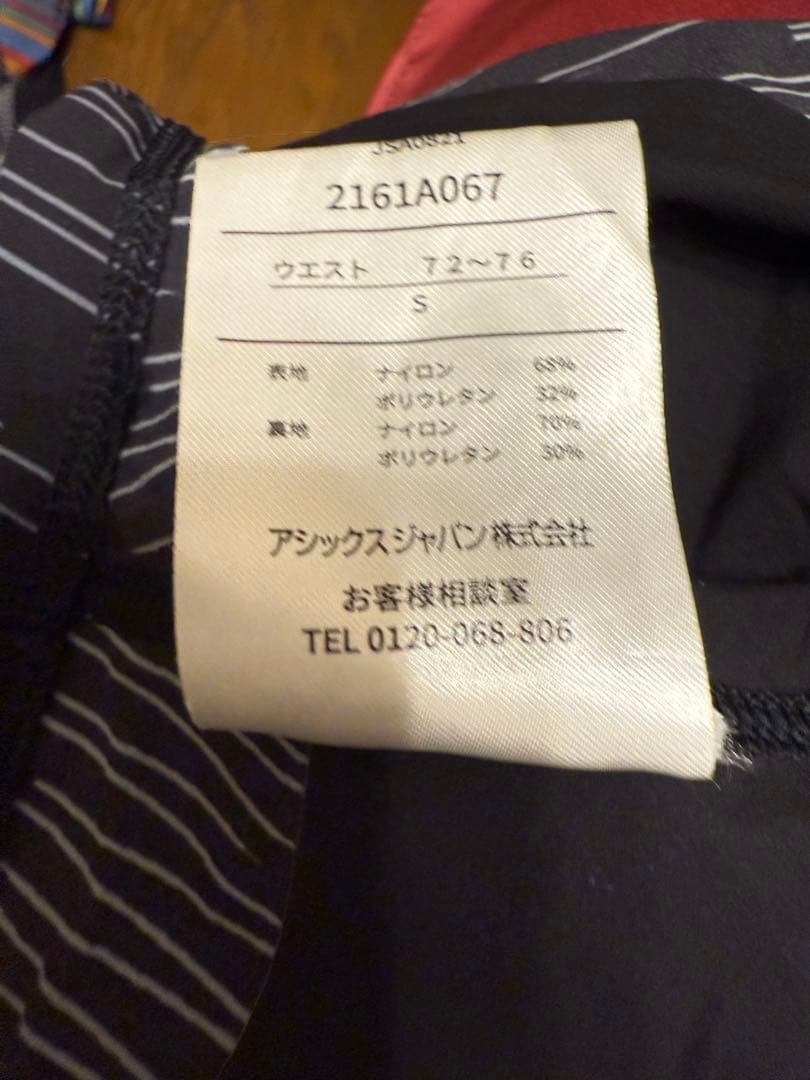 JSA0821
2161A067
ウエスト 72〜76
S
表地 ナイロン 68%
ポリウレタン 32%
裏地 ナイロン 70%
ポリウレタン 30%
アシックスジャパン株式会社
お客様相談室
TEL 0120-068-806